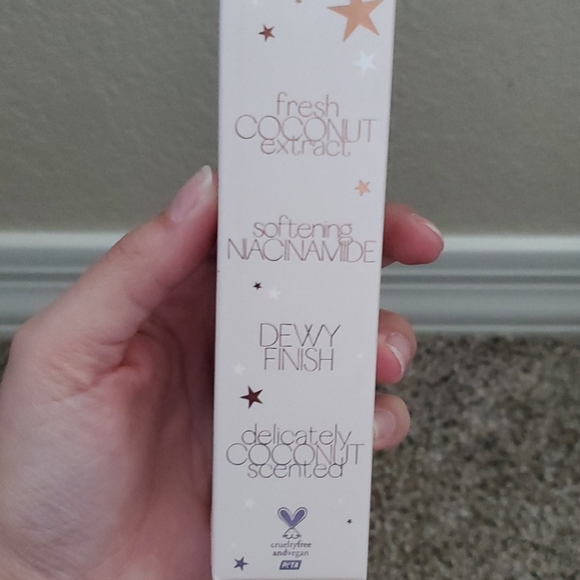 fresh
COCONUT
extract
softening
NIACINAMIDE
DEWY
FINISH
delicately
COCONUT
scented
crueltyfree
andvegan
PETA